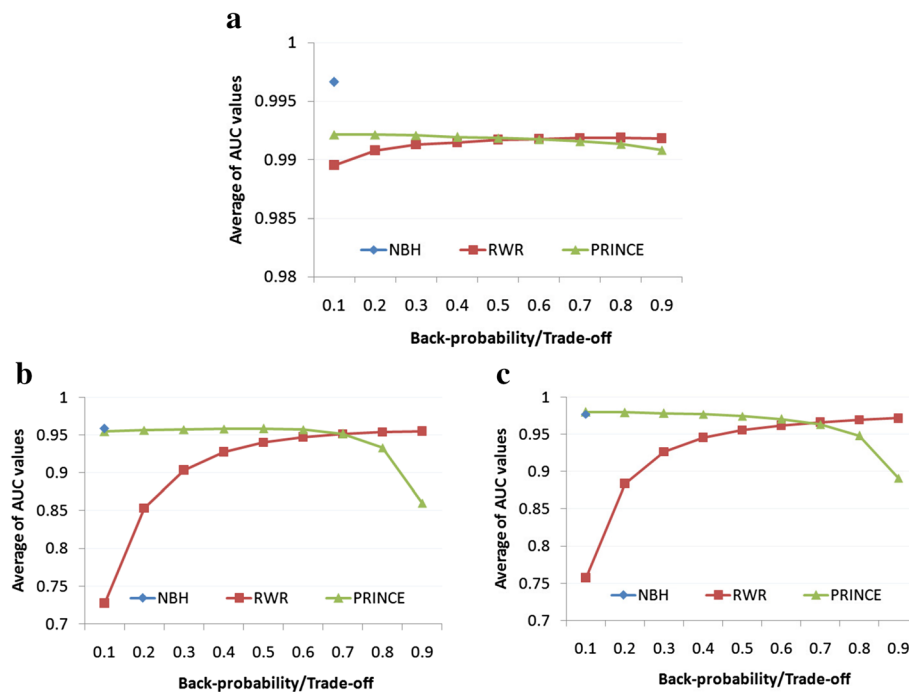 a
Average of AUC values
1
0.995
0.99
0.985
0.98
NBH RWR PRINCE
0.1 0.2 0.3 0.4 0.5 0.6 0.7 0.8 0.9
Back-probability/Trade-off
b
Average of AUC values
1
0.95
0.9
0.85
0.8
0.75
0.7
NBH RWR PRINCE
0.1 0.2 0.3 0.4 0.5 0.6 0.7 0.8 0.9
Back-probability/Trade-off
c
Average of AUC values
1
0.95
0.9
0.85
0.8
0.75
0.7
NBH RWR PRINCE
0.1 0.2 0.3 0.4 0.5 0.6 0.7 0.8 0.9
Back-probability/Trade-off